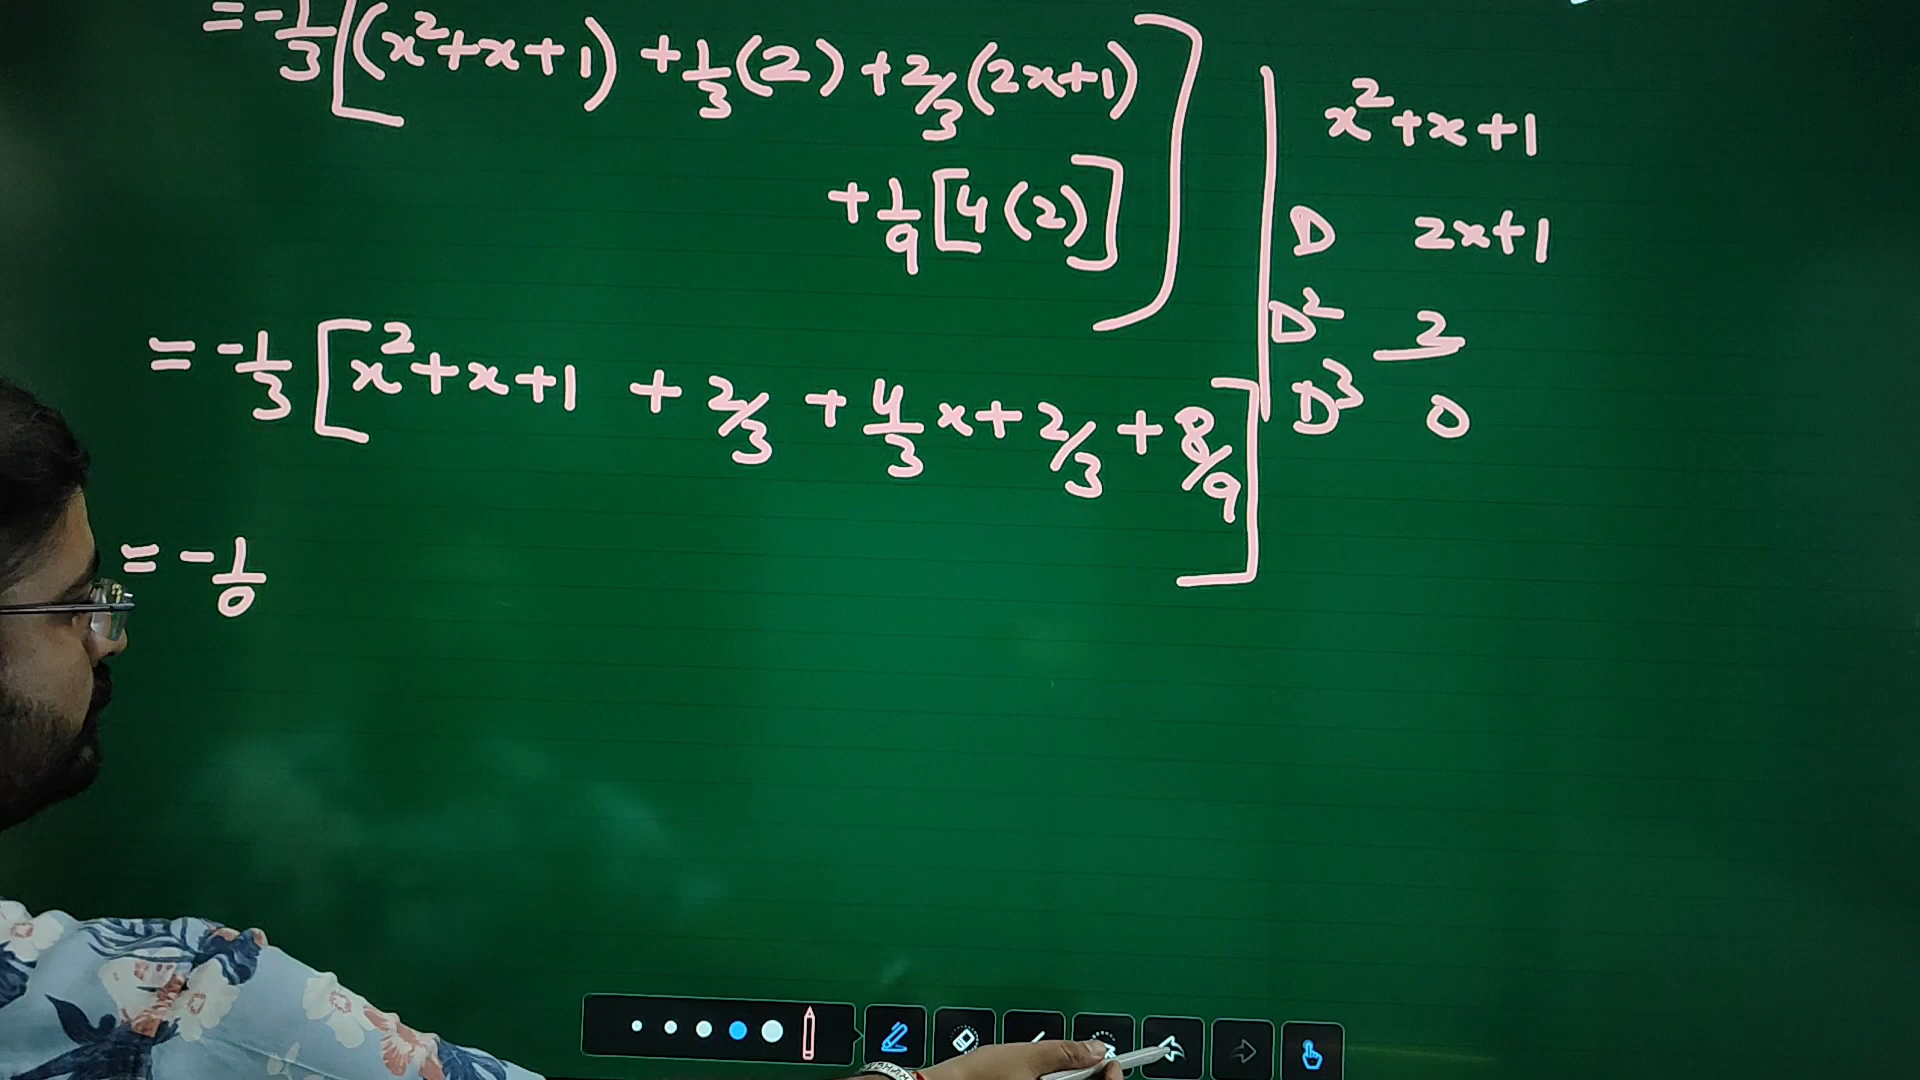 = -1/3 [(x²+x+1) + 1/3 (2) + 2/3 (2x+1)
+ 1/9 [4(2)] ]
= -1/3 [x²+x+1 + 2/3 + 4/3 x + 2/3 + 8/9]
= -1/0
x²+x+1
D 2x+1
D² 2
D³ 0